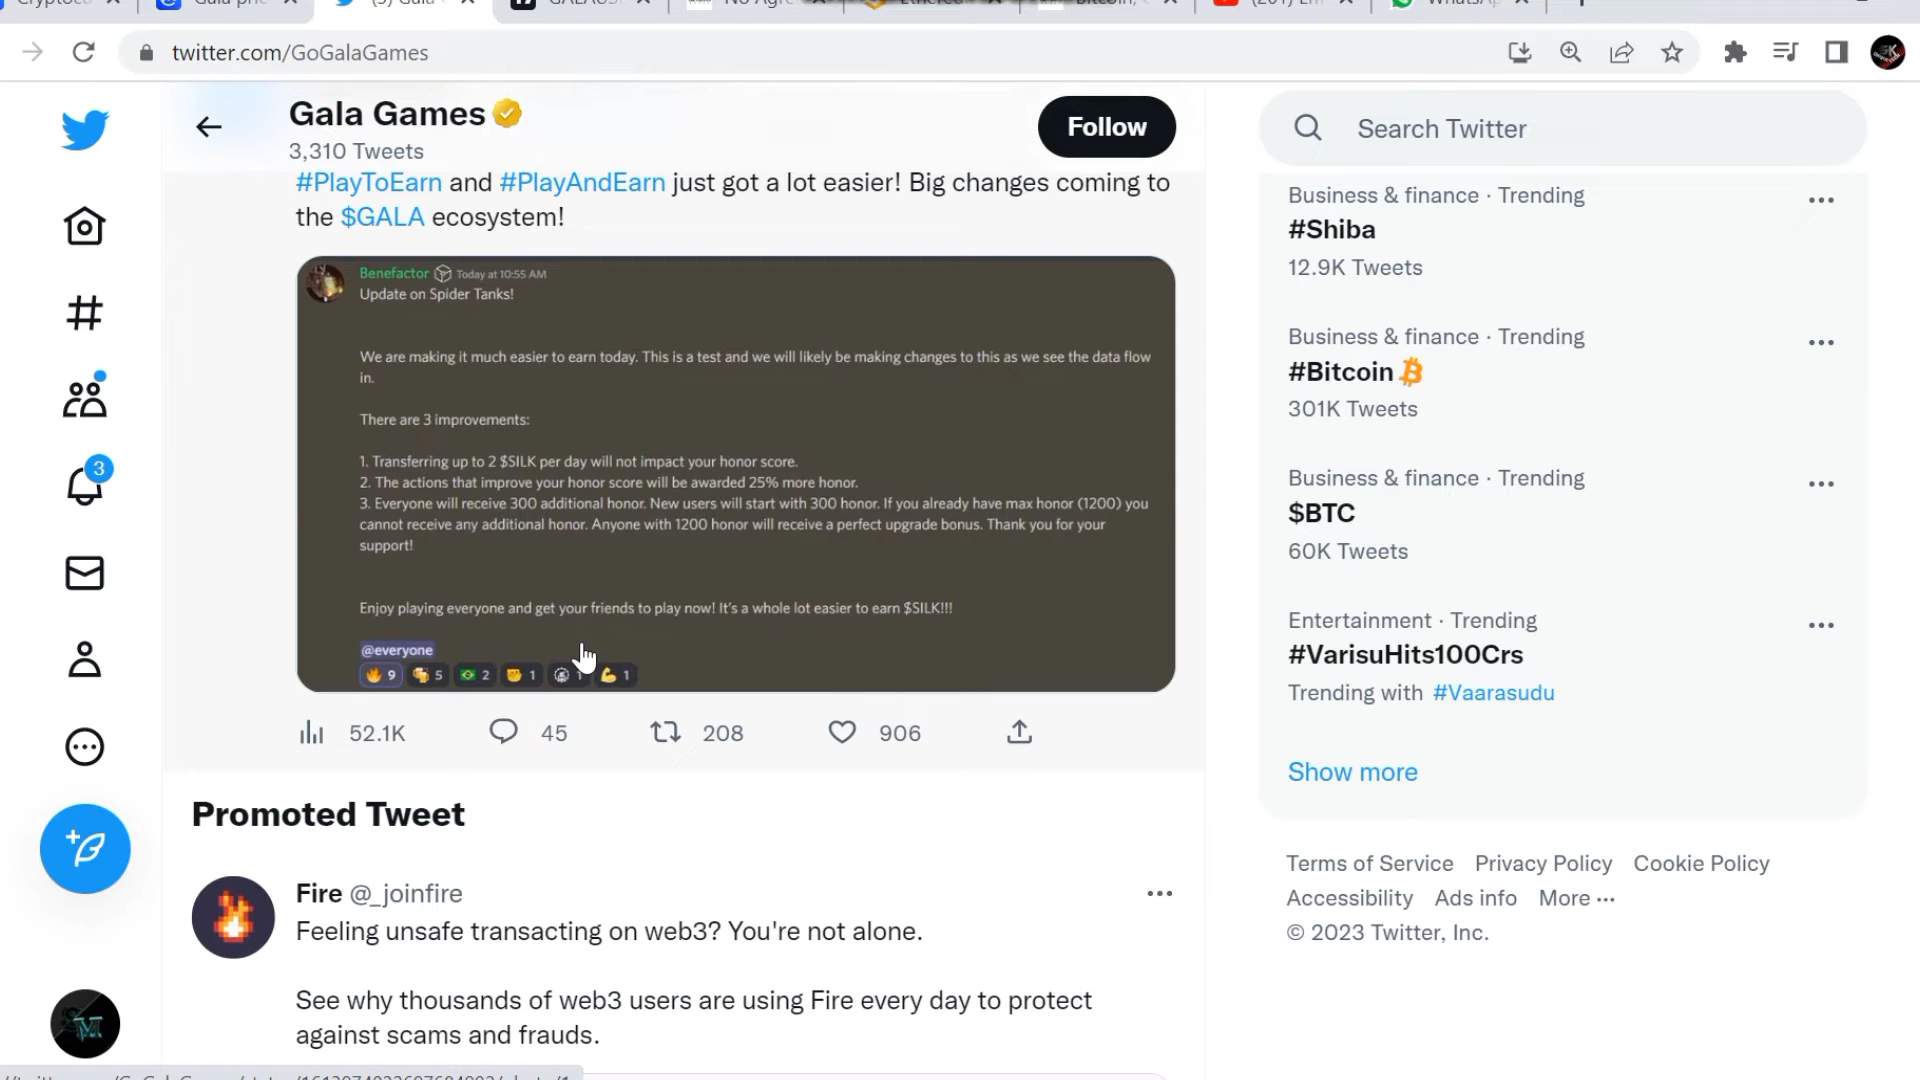 twitter.com/GoGalaGames
Gala Games
3,310 Tweets
Follow
Search Twitter
#PlayToEarn and #PlayAndEarn just got a lot easier! Big changes coming to
the $GALA ecosystem!
Benefactor Today at 10:55 AM
Update on Spider Tanks!
We are making it much easier to earn today. This is a test and we will likely be making changes to this as we see the data flow
in.
There are 3 improvements:
1. Transferring up to 2 $SILK per day will not impact your honor score.
2. The actions that improve your honor score will be awarded 25% more honor.
3. Everyone will receive 300 additional honor. New users will start with 300 honor. If you already have max honor (1200) you
cannot receive any additional honor. Anyone with 1200 honor will receive a perfect upgrade bonus. Thank you for your
support!
Enjoy playing everyone and get your friends to play now! It's a whole lot easier to earn $SILK!!!
@everyone
9 5 2 1 1 1
52.1K 45 208 906
3
Promoted Tweet
Fire @_joinfire
Feeling unsafe transacting on web3? You're not alone.
See why thousands of web3 users are using Fire every day to protect
against scams and frauds.
Business & finance · Trending
#Shiba
12.9K Tweets
Business & finance · Trending
#Bitcoin
301K Tweets
Business & finance · Trending
$BTC
60K Tweets
Entertainment · Trending
#VarisuHits100Crs
Trending with #Vaarasudu
Show more
Terms of Service Privacy Policy Cookie Policy
Accessibility Ads info More ···
© 2023 Twitter, Inc.